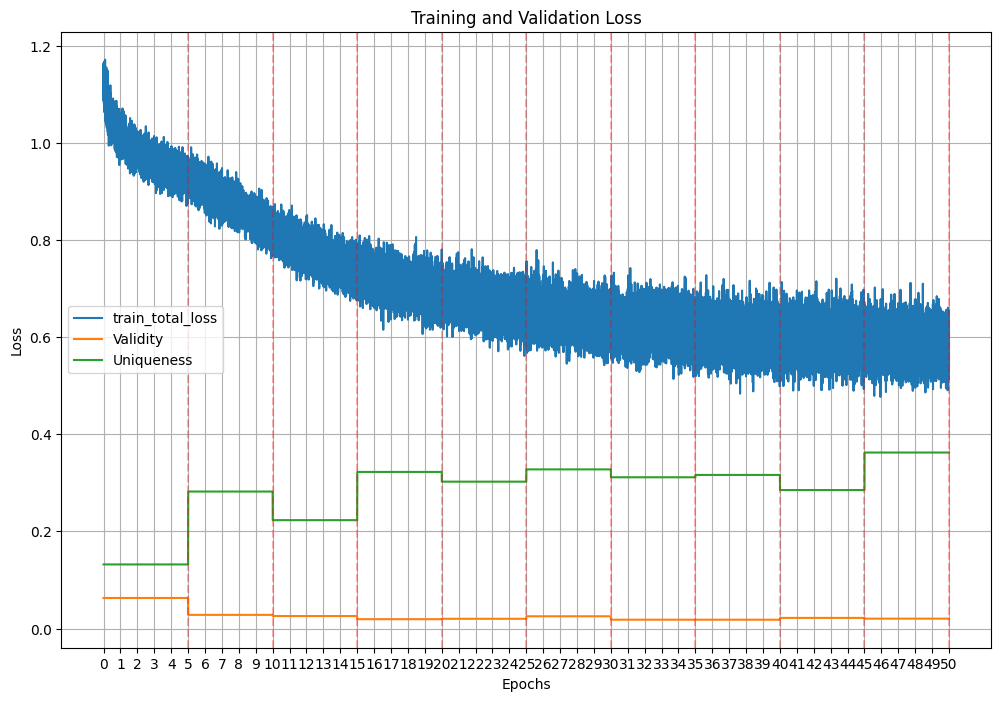 Training and Validation Loss
1.2
1.0
0.8
0.6
0.4
0.2
0.0
Loss
train_total_loss
Validity
Uniqueness
0 1 2 3 4 5 6 7 8 9 10 11 12 13 14 15 16 17 18 19 20 21 22 23 24 25 26 27 28 29 30 31 32 33 34 35 36 37 38 39 40 41 42 43 44 45 46 47 48 49 50
Epochs